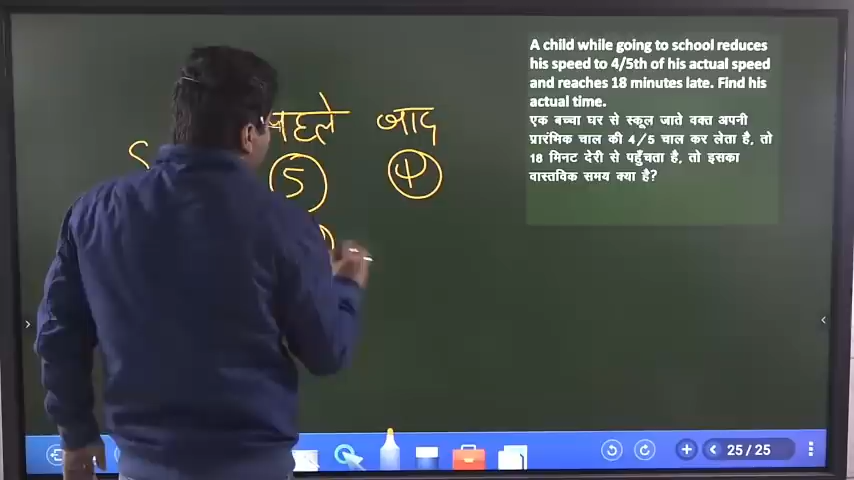 A child while going to school reduces
his speed to 4/5th of his actual speed
and reaches 18 minutes late. Find his
actual time.
एक बच्चा घर से स्कूल जाते वक्त अपनी
प्रारंभिक चाल की 4/5 चाल कर लेता है, तो
18 मिनट देरी से पहुँचता है, तो इसका
वास्तविक समय क्या है?
पहले बाद
S 5 4
25/25